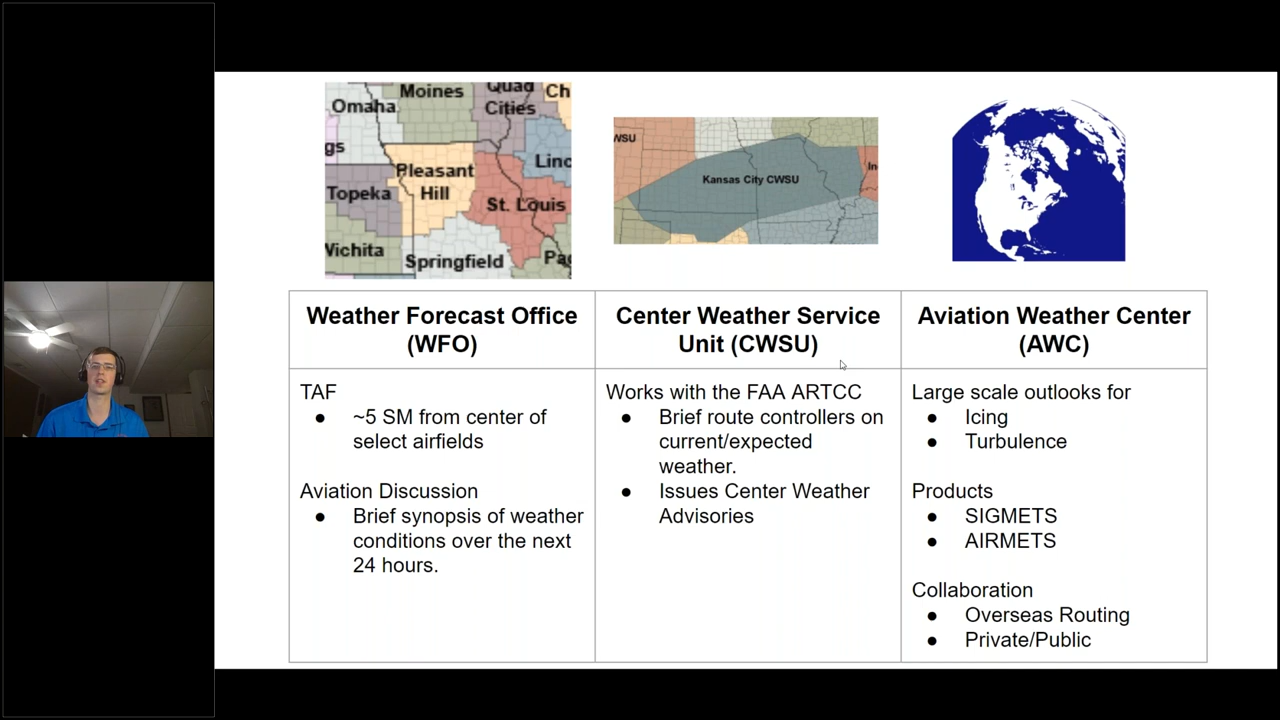 Moines
Quad
Cities
Ch
Omaha
gs
Linc
Pleasant
Hill
Topeka
St. Louis
Wichita
Springfield
Pac
WSU
Kansas City CWSU
In
Weather Forecast Office
(WFO)
Center Weather Service
Unit (CWSU)
Aviation Weather Center
(AWC)
TAF
● ~5 SM from center of
select airfields
Aviation Discussion
● Brief synopsis of weather
conditions over the next
24 hours.
Works with the FAA ARTCC
● Brief route controllers on
current/expected
weather.
● Issues Center Weather
Advisories
Large scale outlooks for
● Icing
● Turbulence
Products
● SIGMETS
● AIRMETS
Collaboration
● Overseas Routing
● Private/Public